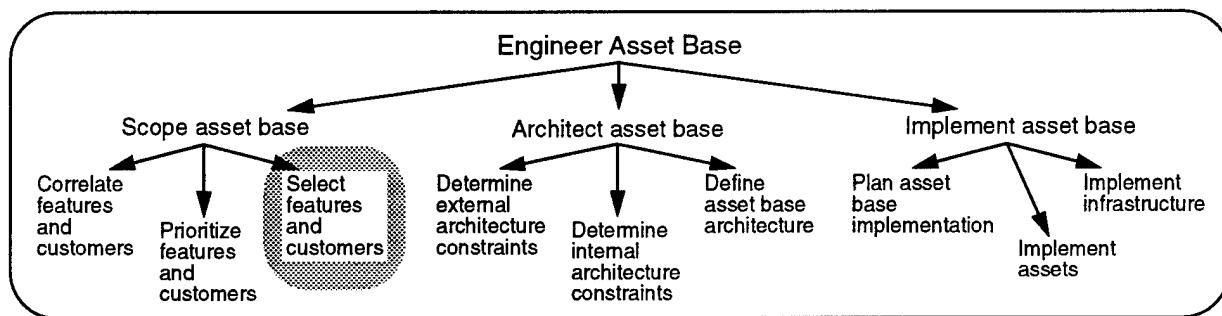 Engineer Asset Base
Scope asset base
Architect asset base
Implement asset base
Correlate
features
and
customers
Prioritize
features
and
customers
Select
features
and
customers
Determine
external
architecture
constraints
Determine
internal
architecture
constraints
Define
asset base
architecture
Plan asset
base
implementation
Implement
assets
Implement
infrastructure